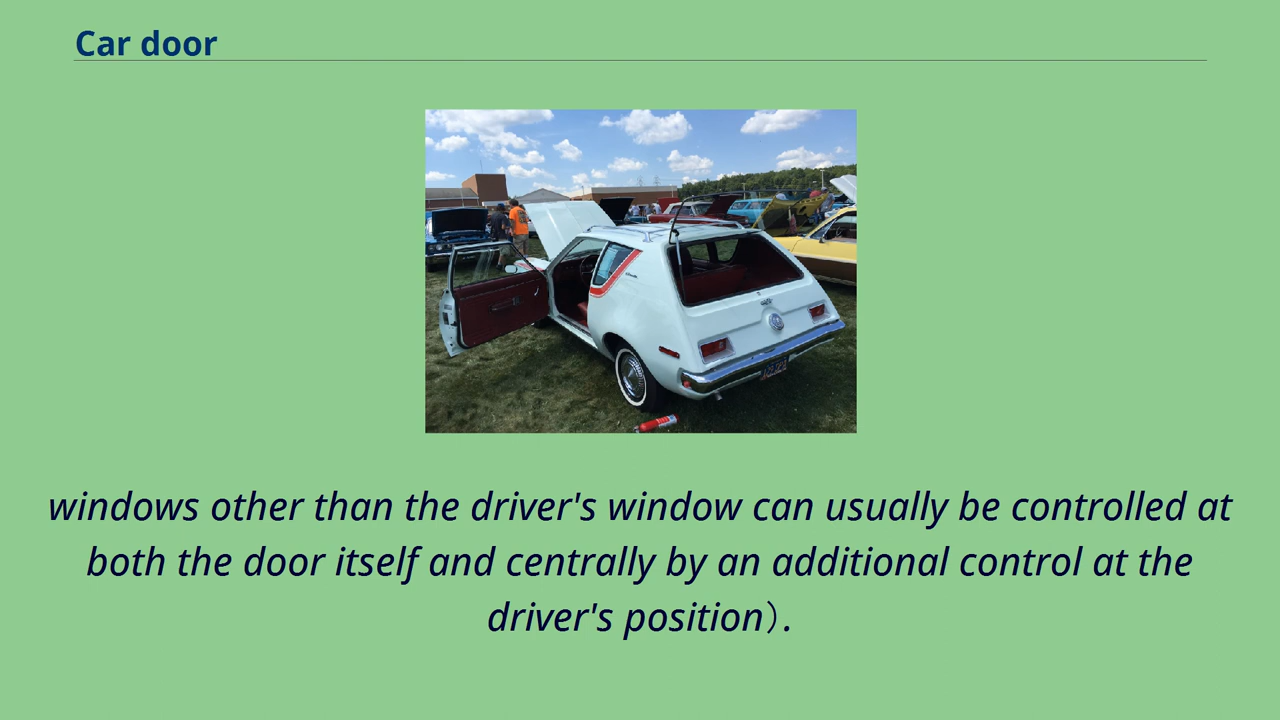 Car door
windows other than the driver's window can usually be controlled at
both the door itself and centrally by an additional control at the
driver's position）.